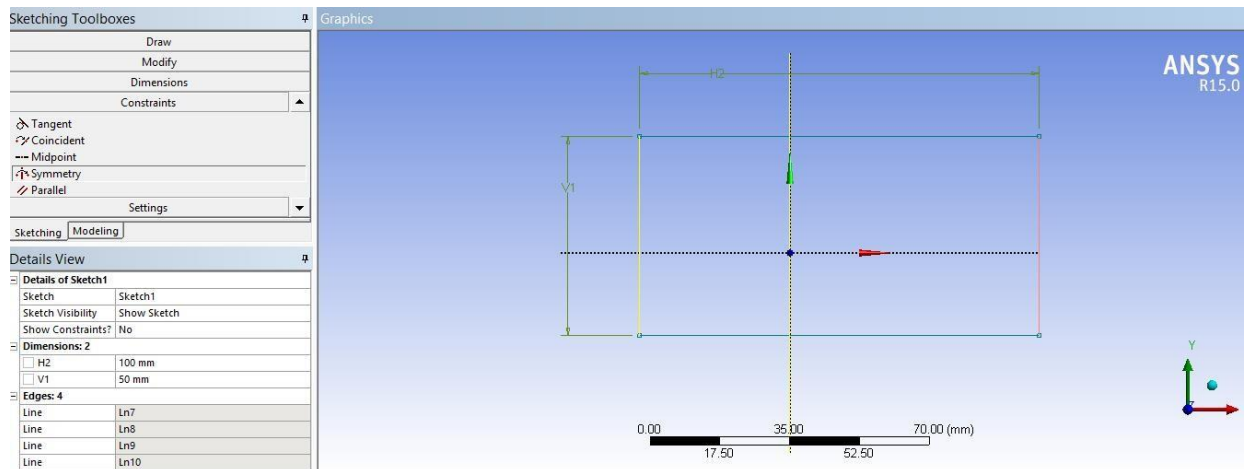 Sketching Toolboxes
Draw
Modify
Dimensions
Constraints
Tangent
Coincident
Midpoint
Symmetry
Parallel
Settings
Sketching Modeling
Details View
Details of Sketch1
Sketch Sketch1
Sketch Visibility Show Sketch
Show Constraints? No
Dimensions: 2
H2 100 mm
V1 50 mm
Edges: 4
Line Ln7
Line Ln8
Line Ln9
Line Ln10
Graphics
ANSYS
R15.0
H2
V1
Y
0.00 35.00 70.00 (mm)
17.50 52.50